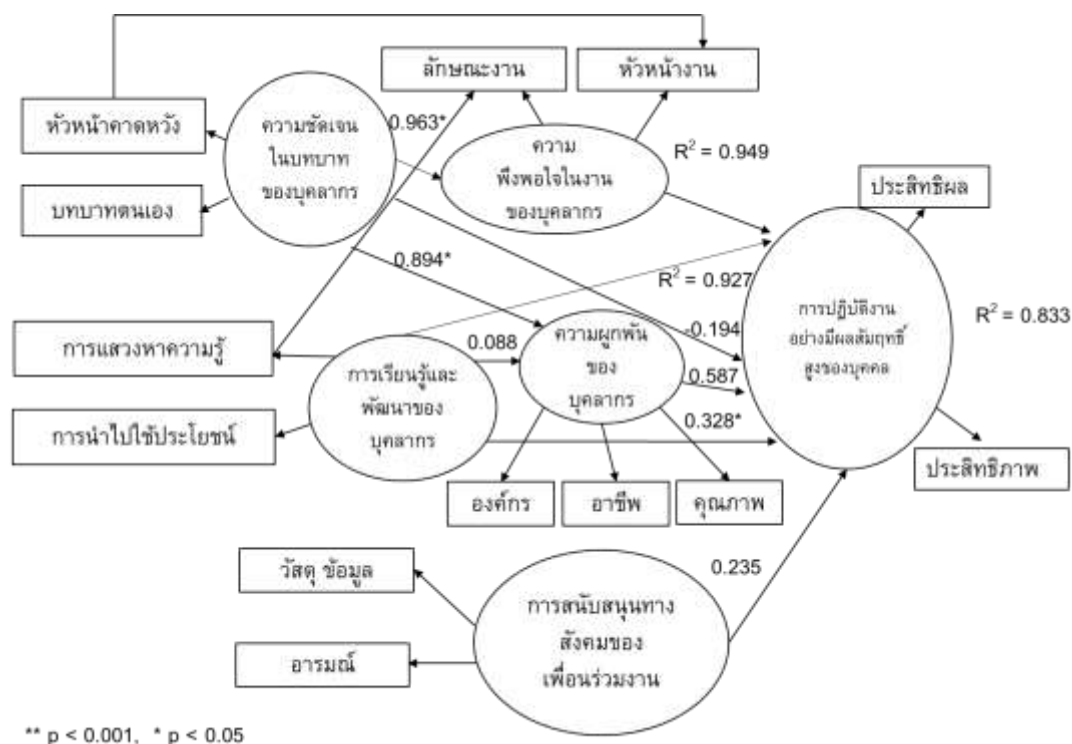 ลักษณะงาน
หัวหน้างาน
หัวหน้าคาดหวัง
ความชัดเจน
ในบทบาท
ของบุคลากร
0.963*
ความ
พึงพอใจในงาน
ของบุคลากร
R² = 0.949
ประสิทธิผล
บทบาทตนเอง
0.894*
R² = 0.927
การปฏิบัติงาน
อย่างมีผลสัมฤทธิ์
สูงของบุคคล
R² = 0.833
การแสวงหาความรู้
0.088
ความผูกพัน
ของ
บุคลากร
-0.194
0.587
0.328*
การเรียนรู้และ
พัฒนาของ
บุคลากร
การนำไปใช้ประโยชน์
ประสิทธิภาพ
องค์กร
อาชีพ
คุณภาพ
วัสดุ ข้อมูล
0.235
การสนับสนุนทาง
สังคมของ
เพื่อนร่วมงาน
อารมณ์
** p < 0.001, * p < 0.05